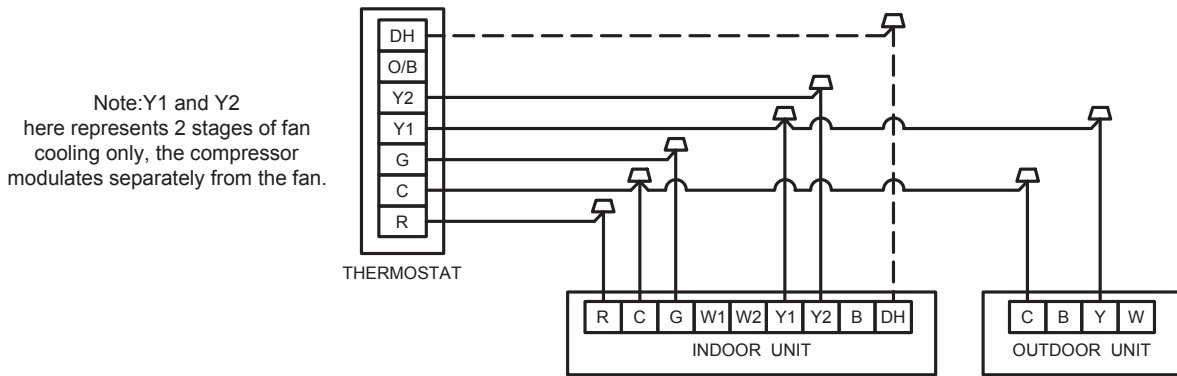 Note:Y1 and Y2
here represents 2 stages of fan
cooling only, the compressor
modulates separately from the fan.
DH
O/B
Y2
Y1
G
C
R
THERMOSTAT
R C G W1 W2 Y1 Y2 B DH
INDOOR UNIT
C B Y W
OUTDOOR UNIT